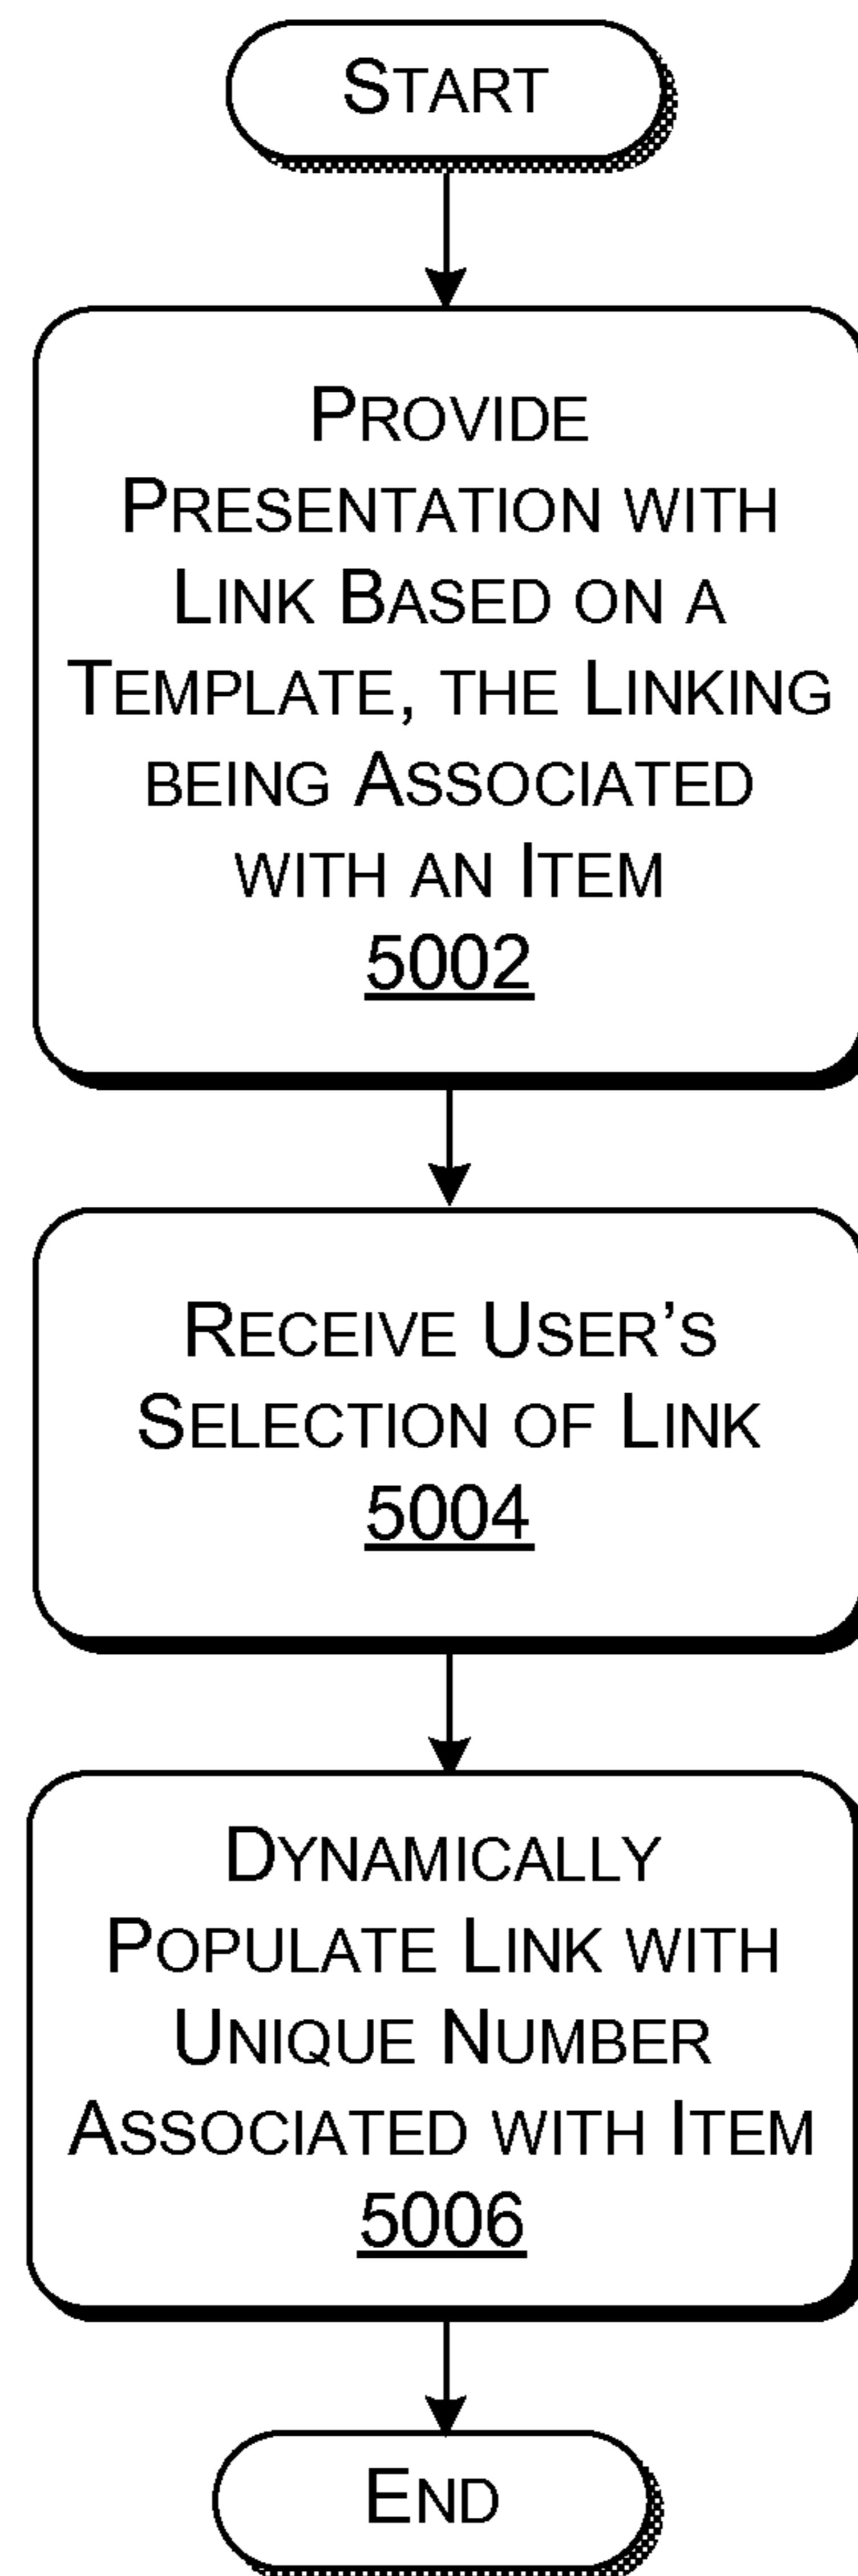 START
PROVIDE
PRESENTATION WITH
LINK BASED ON A
TEMPLATE, THE LINKING
BEING ASSOCIATED
WITH AN ITEM
5002
RECEIVE USER'S
SELECTION OF LINK
5004
DYNAMICALLY
POPULATE LINK WITH
UNIQUE NUMBER
ASSOCIATED WITH ITEM
5006
END